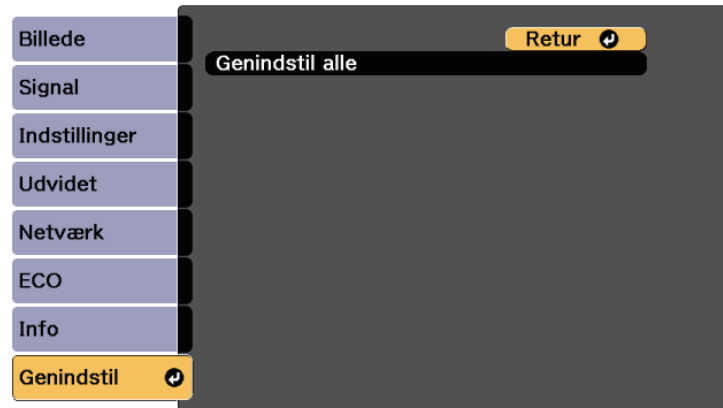 Billede
Signal
Indstillinger
Udvidet
Netværk
ECO
Info
Genindstil
Retur
Genindstil alle